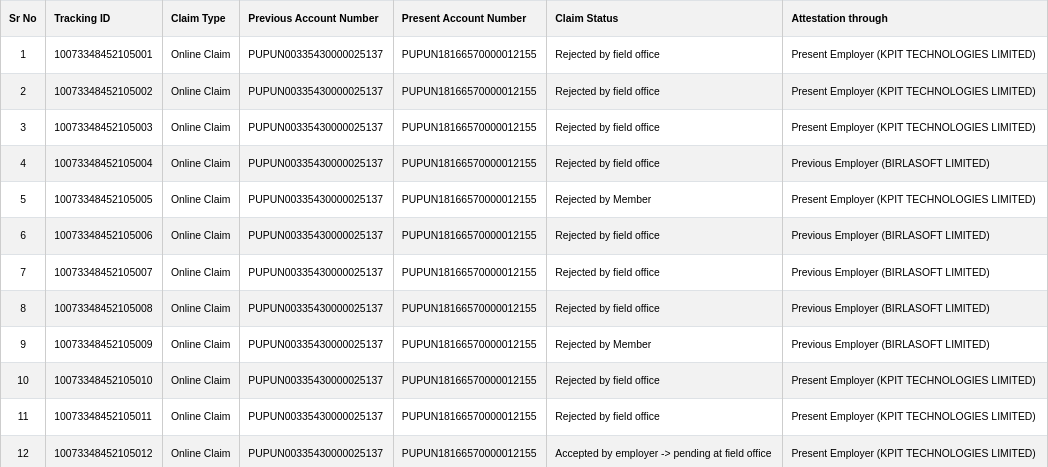 Sr No Tracking ID Claim Type Previous Account Number Present Account Number Claim Status Attestation through
1 10073348452105001 Online Claim PUPUN00335430000025137 PUPUN18166570000012155 Rejected by field office Present Employer (KPIT TECHNOLOGIES LIMITED)
2 10073348452105002 Online Claim PUPUN00335430000025137 PUPUN18166570000012155 Rejected by field office Present Employer (KPIT TECHNOLOGIES LIMITED)
3 10073348452105003 Online Claim PUPUN00335430000025137 PUPUN18166570000012155 Rejected by field office Present Employer (KPIT TECHNOLOGIES LIMITED)
4 10073348452105004 Online Claim PUPUN00335430000025137 PUPUN18166570000012155 Rejected by field office Previous Employer (BIRLASOFT LIMITED)
5 10073348452105005 Online Claim PUPUN00335430000025137 PUPUN18166570000012155 Rejected by Member Present Employer (KPIT TECHNOLOGIES LIMITED)
6 10073348452105006 Online Claim PUPUN00335430000025137 PUPUN18166570000012155 Rejected by field office Previous Employer (BIRLASOFT LIMITED)
7 10073348452105007 Online Claim PUPUN00335430000025137 PUPUN18166570000012155 Rejected by field office Previous Employer (BIRLASOFT LIMITED)
8 10073348452105008 Online Claim PUPUN00335430000025137 PUPUN18166570000012155 Rejected by field office Previous Employer (BIRLASOFT LIMITED)
9 10073348452105009 Online Claim PUPUN00335430000025137 PUPUN18166570000012155 Rejected by Member Previous Employer (BIRLASOFT LIMITED)
10 10073348452105010 Online Claim PUPUN00335430000025137 PUPUN18166570000012155 Rejected by field office Present Employer (KPIT TECHNOLOGIES LIMITED)
11 10073348452105011 Online Claim PUPUN00335430000025137 PUPUN18166570000012155 Rejected by field office Present Employer (KPIT TECHNOLOGIES LIMITED)
12 10073348452105012 Online Claim PUPUN00335430000025137 PUPUN18166570000012155 Accepted by employer -> pending at field office Present Employer (KPIT TECHNOLOGIES LIMITED)